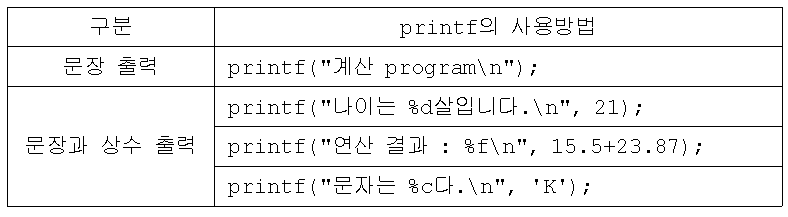 구분 printf의 사용방법
문장 출력 printf("계산 program\n");
printf("나이는 %d살입니다.\n", 21);
문장과 상수 출력 printf("연산 결과 : %f\n", 15.5+23.87);
printf("문자는 %c다.\n", 'K');